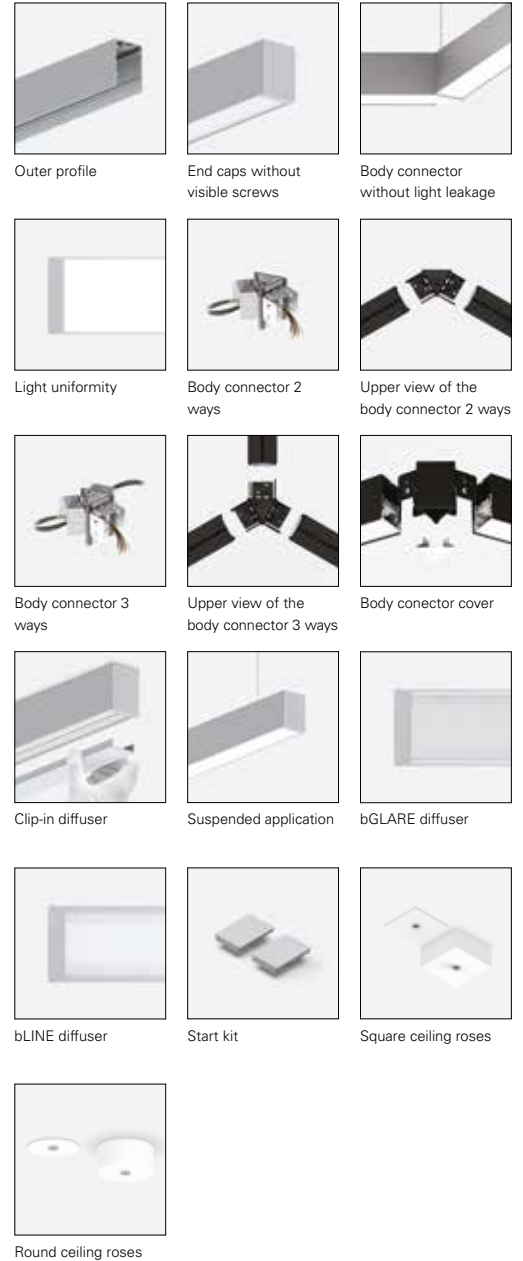 Outer profile
End caps without
visible screws
Body connector
without light leakage
Light uniformity
Body connector 2
ways
Upper view of the
body connector 2 ways
Body connector 3
ways
Upper view of the
body connector 3 ways
Body conector cover
Clip-in diffuser
Suspended application
bGLARE diffuser
bLINE diffuser
Start kit
Square ceiling roses
Round ceiling roses